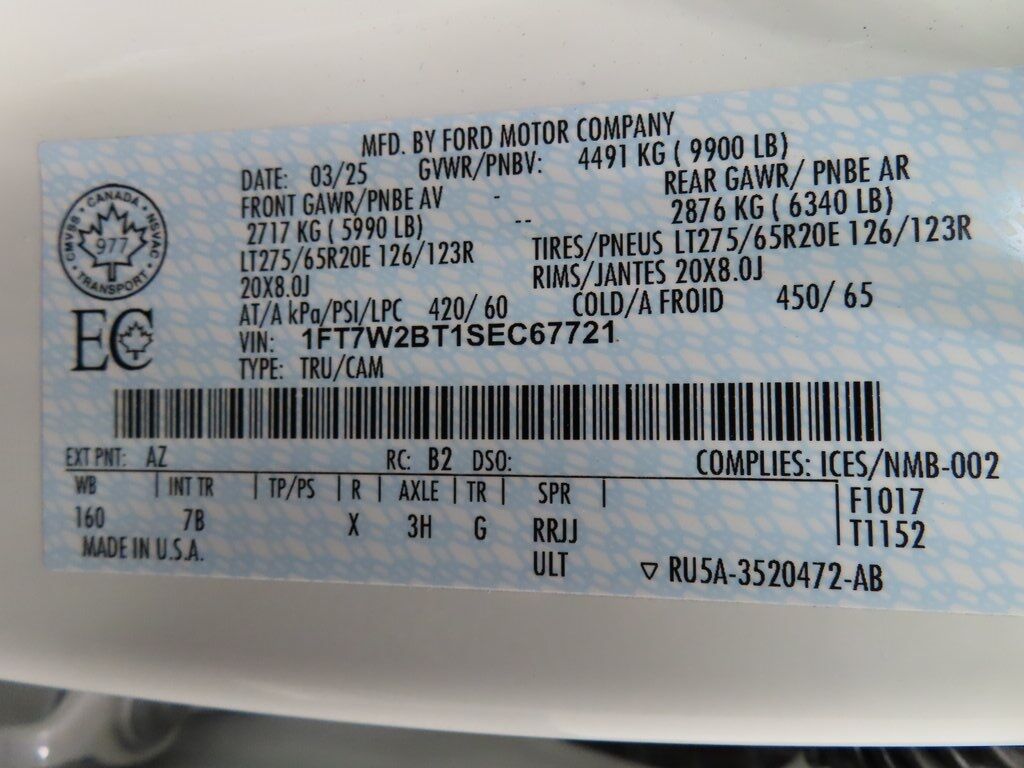 MFD. BY FORD MOTOR COMPANY
DATE: 03/25 GVWR/PNBV: 4491 KG ( 9900 LB)
FRONT GAWR/PNBE AV - REAR GAWR/ PNBE AR
2717 KG ( 5990 LB) -- 2876 KG ( 6340 LB)
LT275/65R20E 126/123R TIRES/PNEUS LT275/65R20E 126/123R
20X8.0J RIMS/JANTES 20X8.0J
AT/A kPa/PSI/LPC 420/ 60 COLD/A FROID 450/ 65
VIN: 1FT7W2BT1SEC67721
TYPE: TRU/CAM
CANADA • NSVAC • TRANSPORT • CMVSS •
977
EC
EXT PNT: AZ RC: B2 DSO: COMPLIES: ICES/NMB-002
WB | INT TR | TP/PS | R | AXLE | TR | SPR | F1017
160 7B X 3H G RRJJ T1152
MADE IN U.S.A. ULT ▽ RU5A-3520472-AB